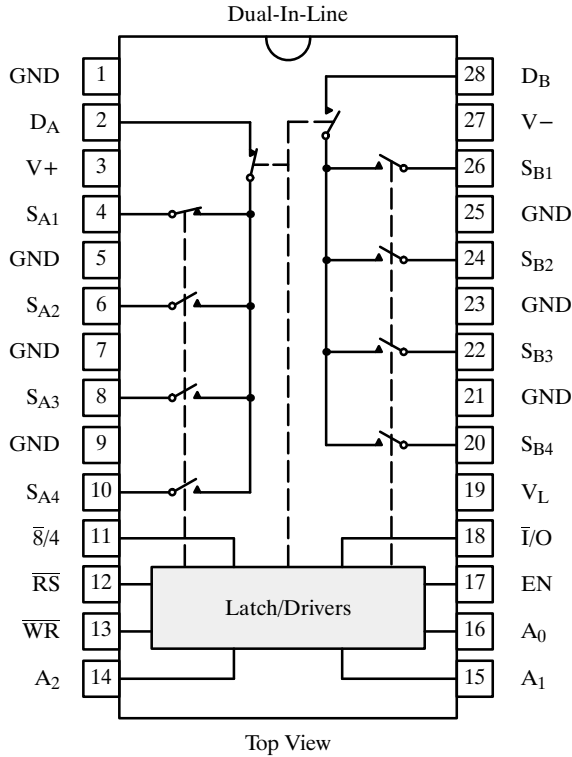 Dual-In-Line
GND 1 28 D_B
D_A 2 27 V−
V+ 3 26 S_B1
S_A1 4 25 GND
GND 5 24 S_B2
S_A2 6 23 GND
GND 7 22 S_B3
S_A3 8 21 GND
GND 9 20 S_B4
S_A4 10 19 V_L
8̅/4 11 18 I̅/O
R̅S̅ 12 17 EN
Latch/Drivers
W̅R̅ 13 16 A_0
A_2 14 15 A_1
Top View